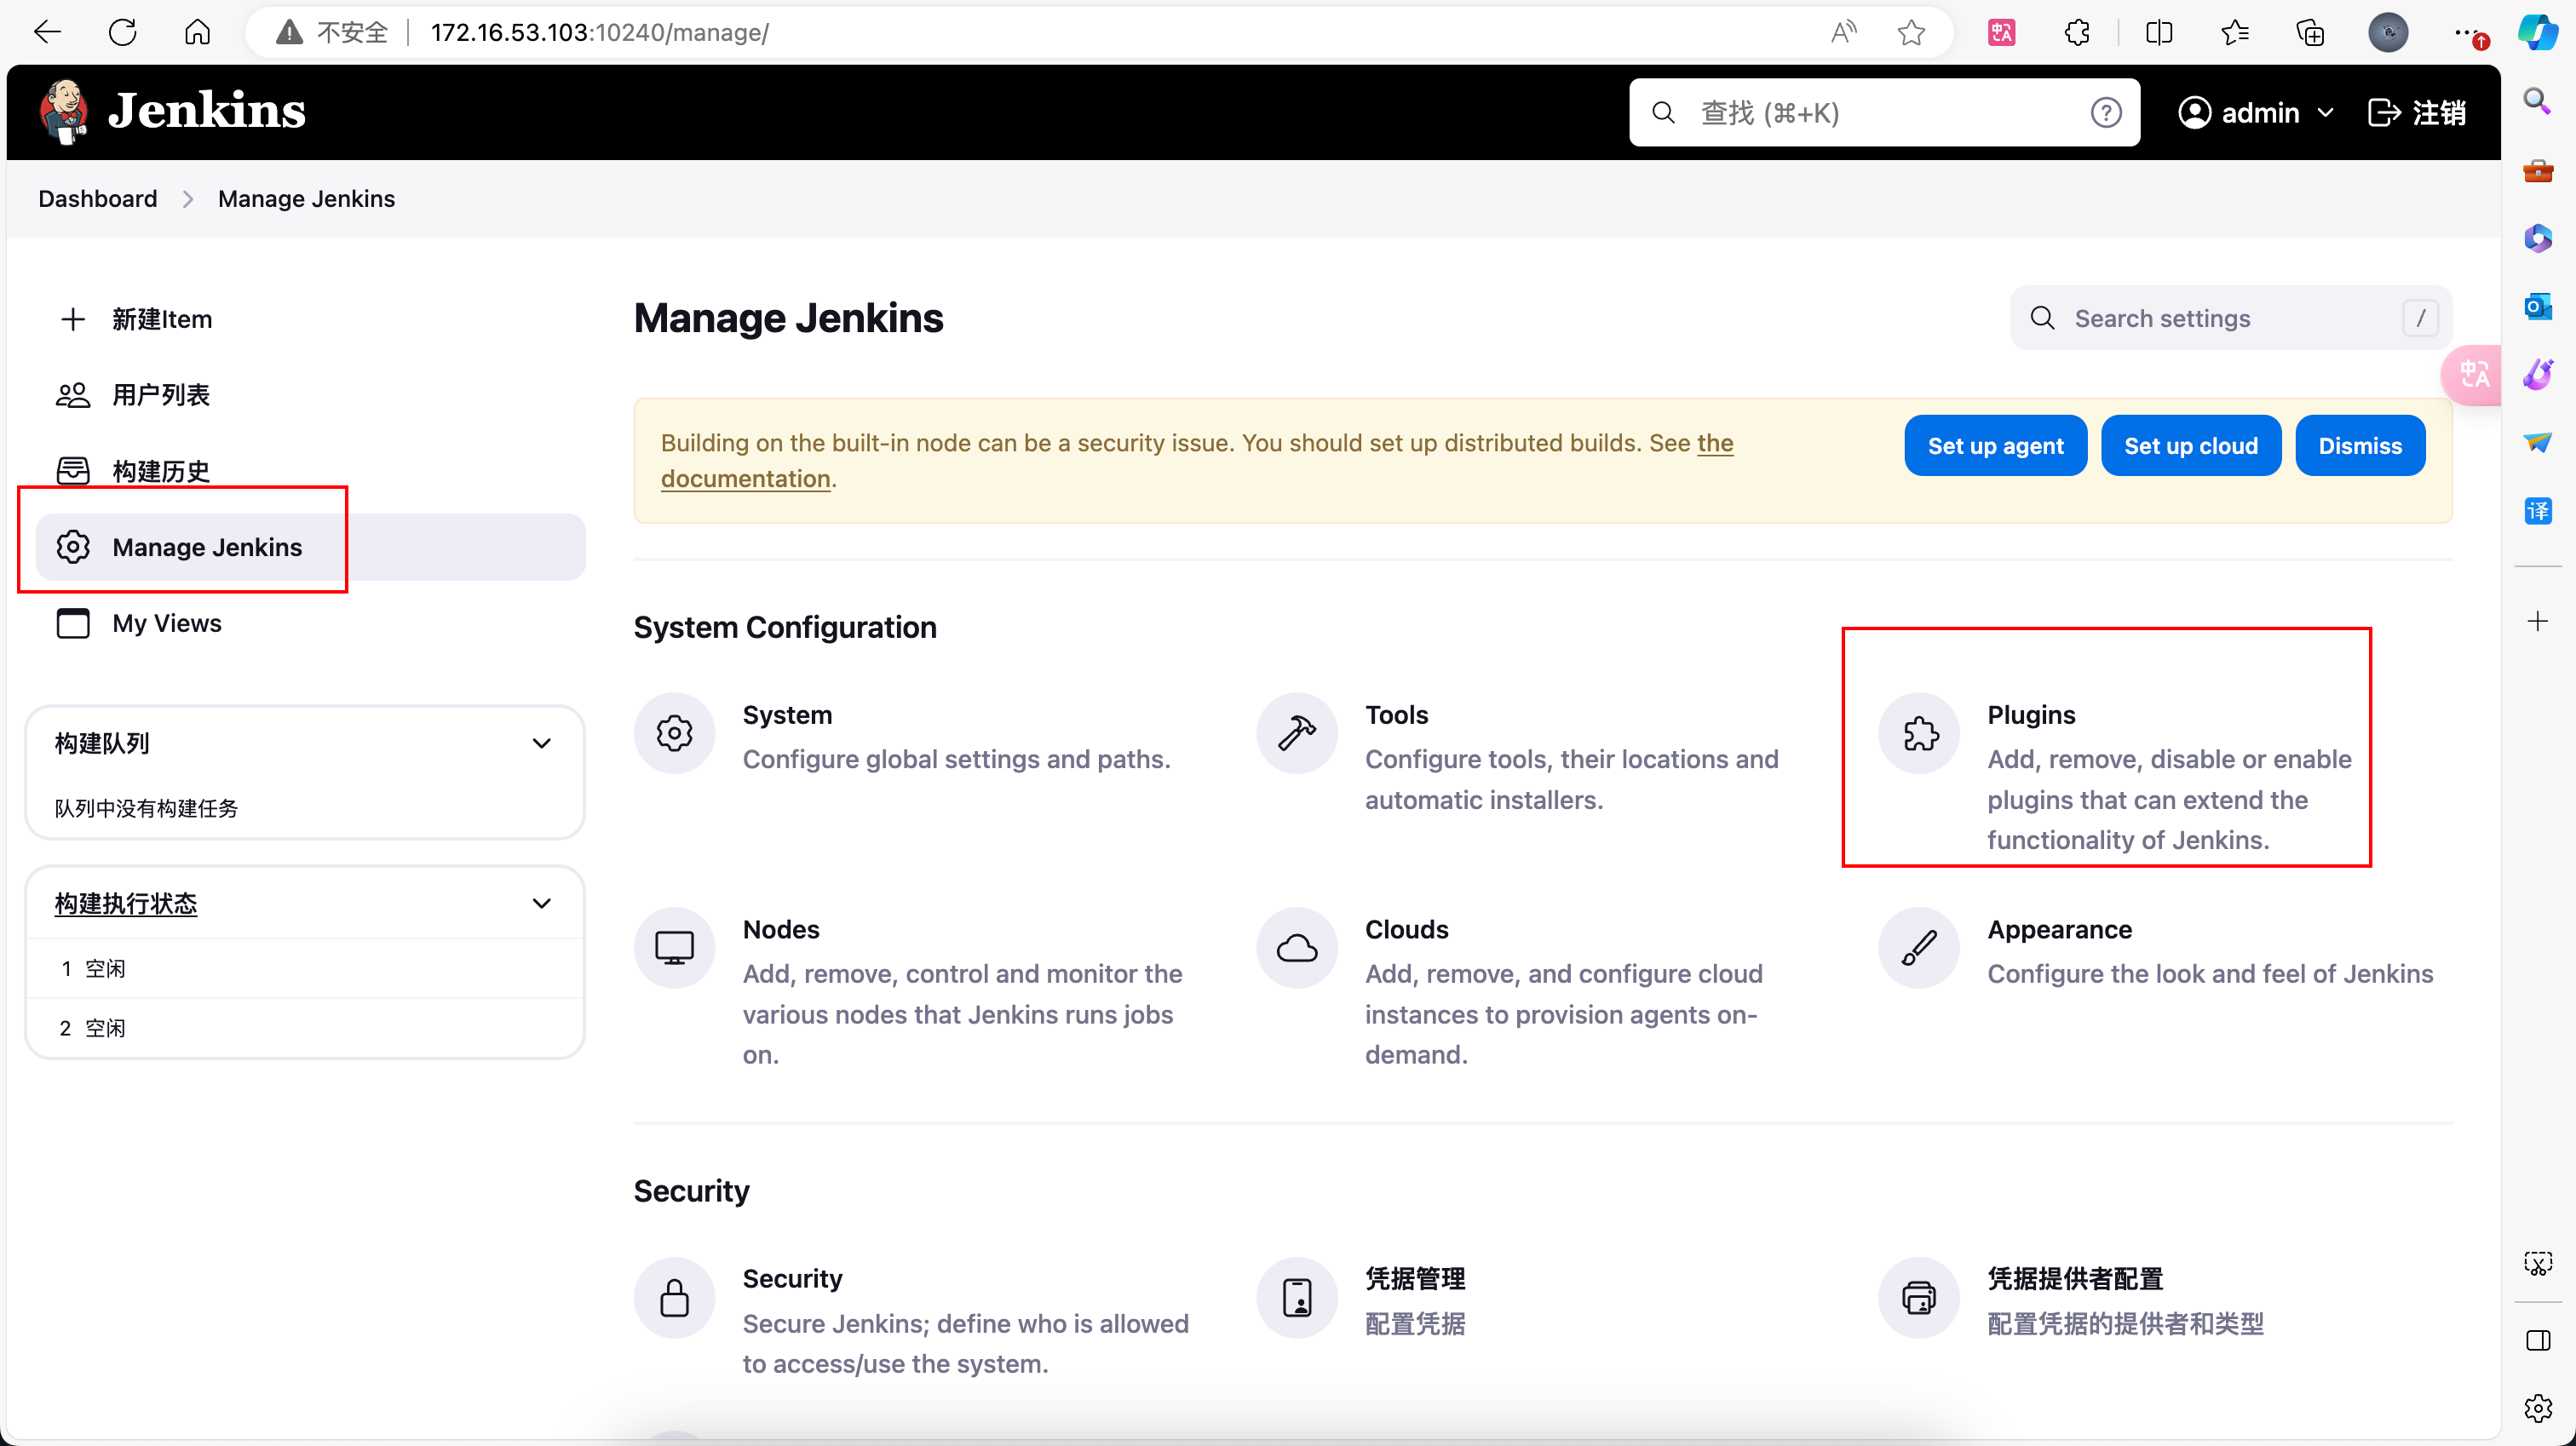 不安全 172.16.53.103:10240/manage/
Jenkins
查找 (⌘+K)
admin
注销
Dashboard
Manage Jenkins
新建Item
用户列表
构建历史
Manage Jenkins
My Views
构建队列
队列中没有构建任务
构建执行状态
1 空闲
2 空闲
Manage Jenkins
Search settings /
Building on the built-in node can be a security issue. You should set up distributed builds. See the
documentation.
Set up agent
Set up cloud
Dismiss
System Configuration
System
Configure global settings and paths.
Tools
Configure tools, their locations and
automatic installers.
Plugins
Add, remove, disable or enable
plugins that can extend the
functionality of Jenkins.
Nodes
Add, remove, control and monitor the
various nodes that Jenkins runs jobs
on.
Clouds
Add, remove, and configure cloud
instances to provision agents on-
demand.
Appearance
Configure the look and feel of Jenkins
Security
Security
Secure Jenkins; define who is allowed
to access/use the system.
凭据管理
配置凭据
凭据提供者配置
配置凭据的提供者和类型
中A
译